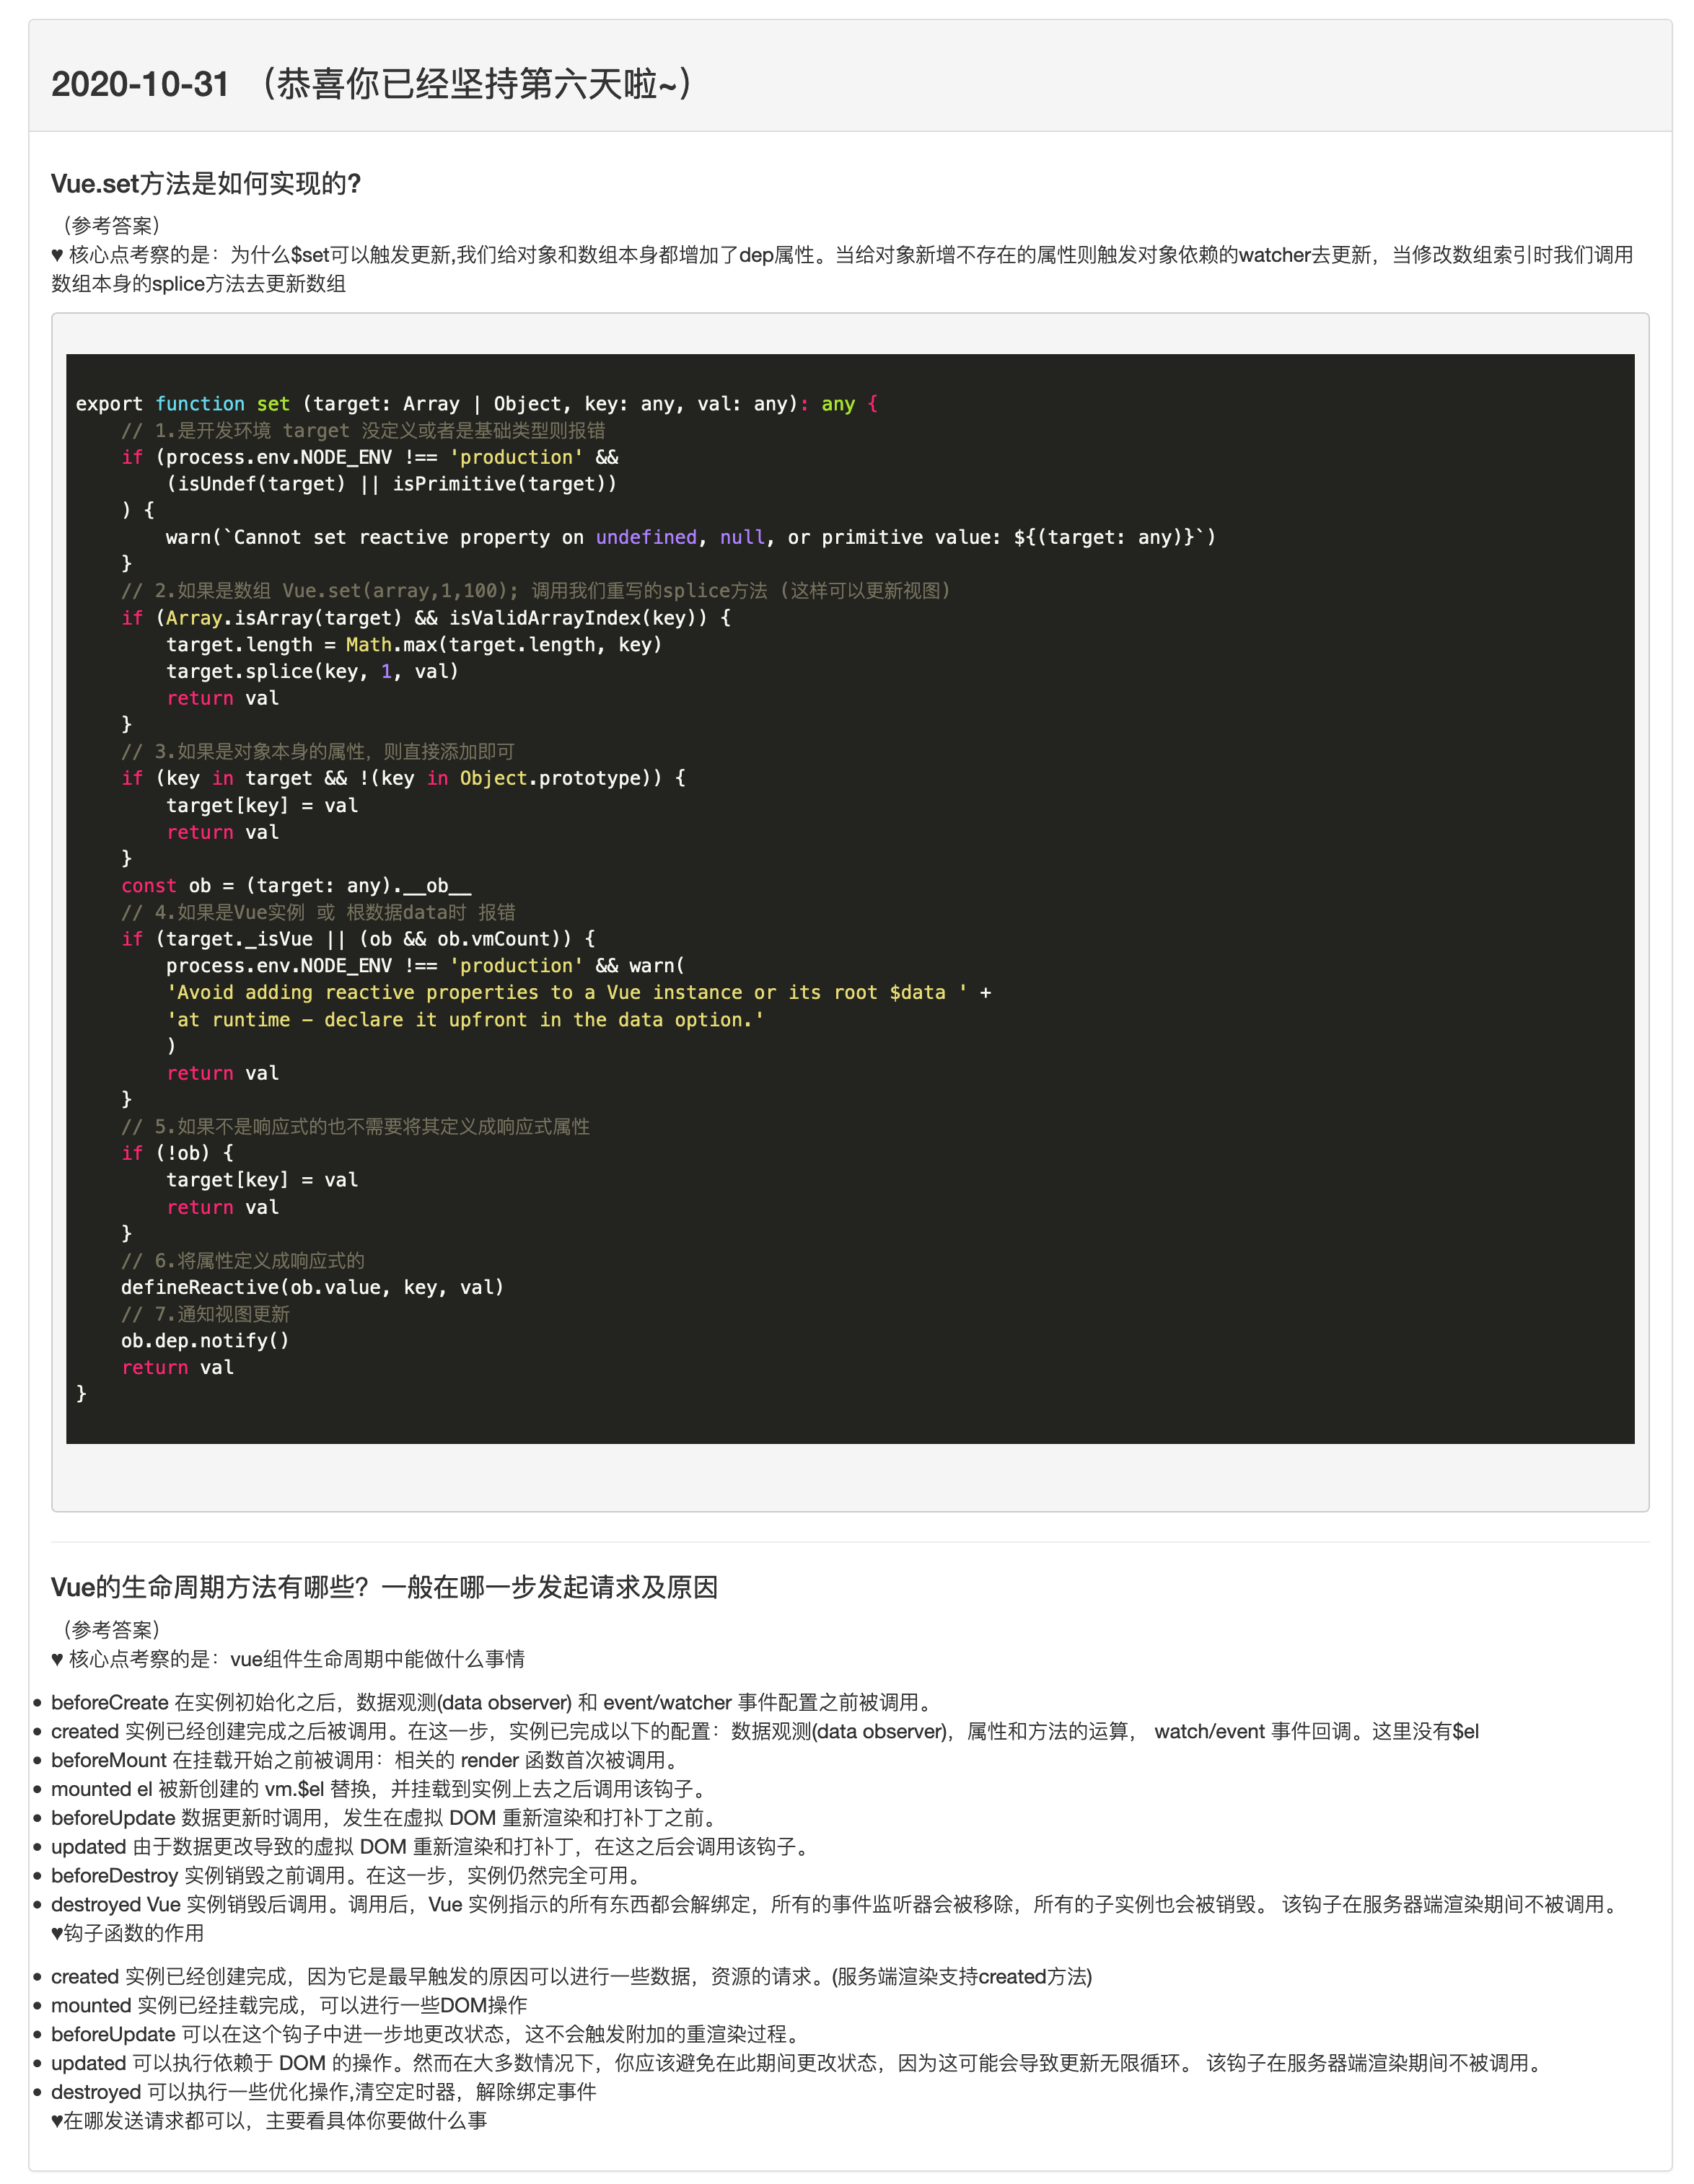 2020-10-31 （恭喜你已经坚持第六天啦~）
Vue.set方法是如何实现的?
（参考答案）
♥ 核心点考察的是：为什么$set可以触发更新,我们给对象和数组本身都增加了dep属性。当给对象新增不存在的属性则触发对象依赖的watcher去更新，当修改数组索引时我们调用
数组本身的splice方法去更新数组
export function set (target: Array | Object, key: any, val: any): any {
    // 1.是开发环境 target 没定义或者是基础类型则报错
    if (process.env.NODE_ENV !== 'production' &&
        (isUndef(target) || isPrimitive(target))
    ) {
        warn(`Cannot set reactive property on undefined, null, or primitive value: ${(target: any)}`)
    }
    // 2.如果是数组 Vue.set(array,1,100); 调用我们重写的splice方法 (这样可以更新视图)
    if (Array.isArray(target) && isValidArrayIndex(key)) {
        target.length = Math.max(target.length, key)
        target.splice(key, 1, val)
        return val
    }
    // 3.如果是对象本身的属性，则直接添加即可
    if (key in target && !(key in Object.prototype)) {
        target[key] = val
        return val
    }
    const ob = (target: any).__ob__
    // 4.如果是Vue实例 或 根数据data时 报错
    if (target._isVue || (ob && ob.vmCount)) {
        process.env.NODE_ENV !== 'production' && warn(
        'Avoid adding reactive properties to a Vue instance or its root $data ' +
        'at runtime - declare it upfront in the data option.'
        )
        return val
    }
    // 5.如果不是响应式的也不需要将其定义成响应式属性
    if (!ob) {
        target[key] = val
        return val
    }
    // 6.将属性定义成响应式的
    defineReactive(ob.value, key, val)
    // 7.通知视图更新
    ob.dep.notify()
    return val
}
Vue的生命周期方法有哪些？一般在哪一步发起请求及原因
（参考答案）
♥ 核心点考察的是：vue组件生命周期中能做什么事情
• beforeCreate 在实例初始化之后，数据观测(data observer) 和 event/watcher 事件配置之前被调用。
• created 实例已经创建完成之后被调用。在这一步，实例已完成以下的配置：数据观测(data observer)，属性和方法的运算， watch/event 事件回调。这里没有$el
• beforeMount 在挂载开始之前被调用：相关的 render 函数首次被调用。
• mounted el 被新创建的 vm.$el 替换，并挂载到实例上去之后调用该钩子。
• beforeUpdate 数据更新时调用，发生在虚拟 DOM 重新渲染和打补丁之前。
• updated 由于数据更改导致的虚拟 DOM 重新渲染和打补丁，在这之后会调用该钩子。
• beforeDestroy 实例销毁之前调用。在这一步，实例仍然完全可用。
• destroyed Vue 实例销毁后调用。调用后，Vue 实例指示的所有东西都会解绑定，所有的事件监听器会被移除，所有的子实例也会被销毁。 该钩子在服务器端渲染期间不被调用。
♥钩子函数的作用
• created 实例已经创建完成，因为它是最早触发的原因可以进行一些数据，资源的请求。(服务端渲染支持created方法)
• mounted 实例已经挂载完成，可以进行一些DOM操作
• beforeUpdate 可以在这个钩子中进一步地更改状态，这不会触发附加的重渲染过程。
• updated 可以执行依赖于 DOM 的操作。然而在大多数情况下，你应该避免在此期间更改状态，因为这可能会导致更新无限循环。 该钩子在服务器端渲染期间不被调用。
• destroyed 可以执行一些优化操作,清空定时器，解除绑定事件
♥在哪发送请求都可以，主要看具体你要做什么事